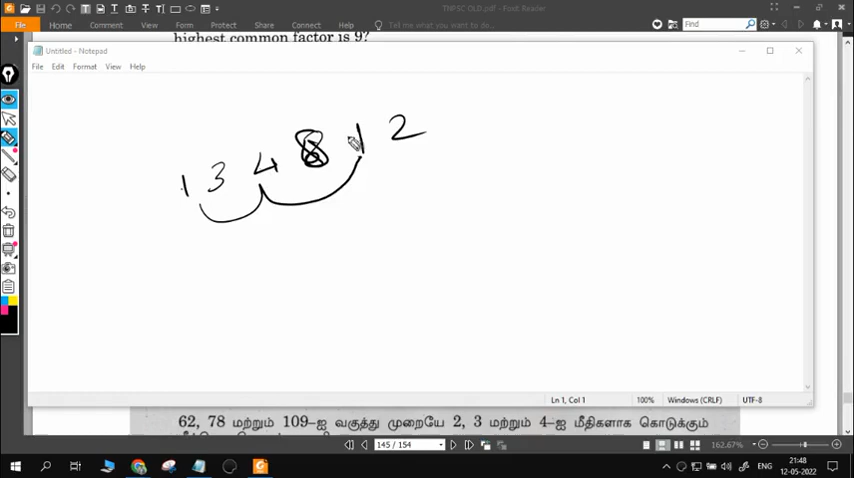 TNPSC OLD.pdf - Foxit Reader
File Home Comment View Form Protect Share Connect Help Tell me what you want to do... Find
highest common factor is 9?
Untitled - Notepad
File Edit Format View Help
1 3 4 8 1 2
Ln 1, Col 1 100% Windows (CRLF) UTF-8
62, 78 மற்றும் 109-ஐ வகுத்து முறையே 2, 3 மற்றும் 4-ஐ மீதிகளாக கொடுக்கும்
145 / 154 162.67%
ENG 21:48
12-05-2022